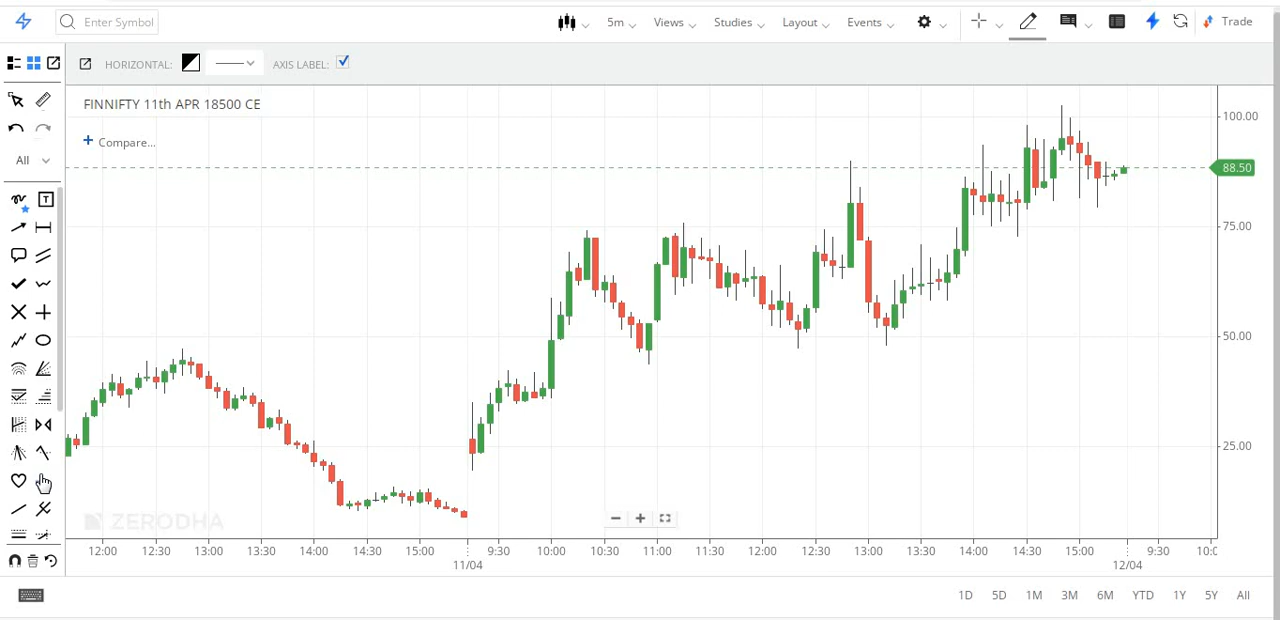 Enter Symbol
5m
Views
Studies
Layout
Events
Trade
HORIZONTAL:
AXIS LABEL:
FINNIFTY 11th APR 18500 CE
+ Compare...
All
T
100.00
88.50
75.00
50.00
25.00
ZERODHA
12:00 12:30 13:00 13:30 14:00 14:30 15:00 9:30 10:00 10:30 11:00 11:30 12:00 12:30 13:00 13:30 14:00 14:30 15:00 9:30 10:0
11/04 12/04
1D 5D 1M 3M 6M YTD 1Y 5Y All